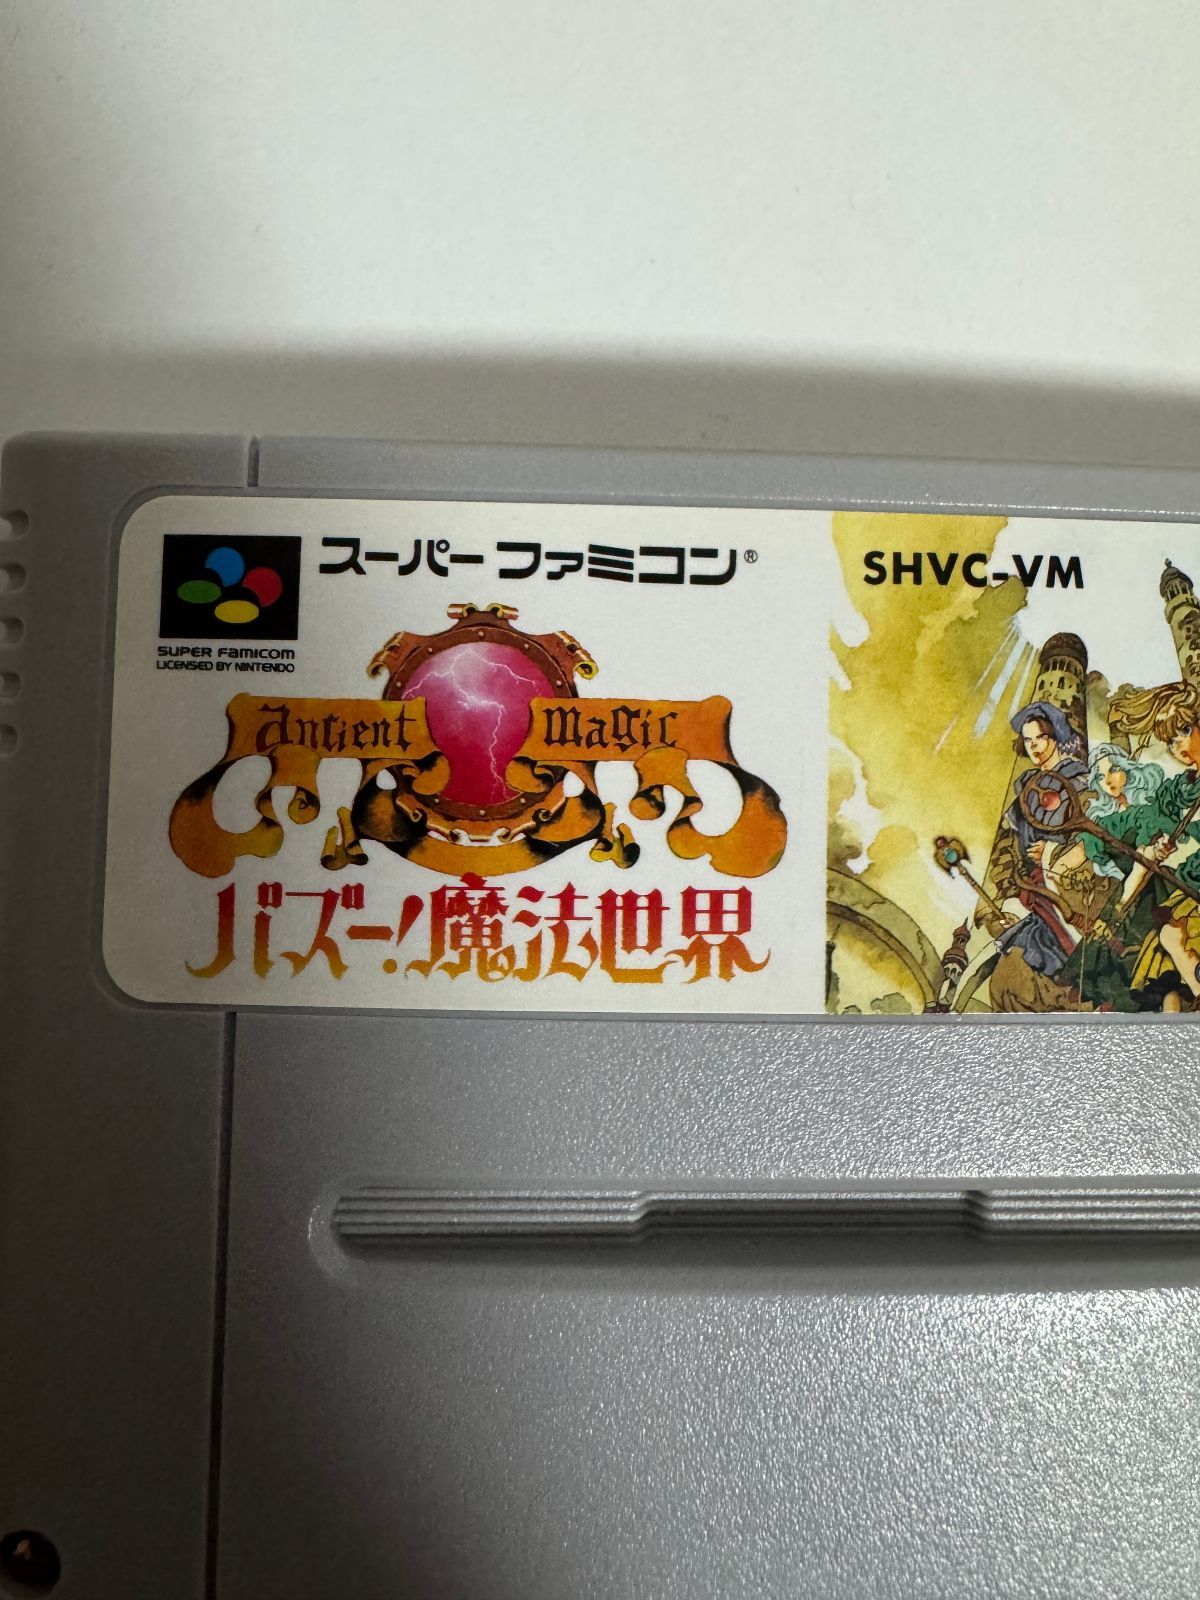 スーパーファミコン®
SHVC-VM
SUPER FAMICOM
LICENSED BY NINTENDO
Ancient Magic
バズー!魔法世界